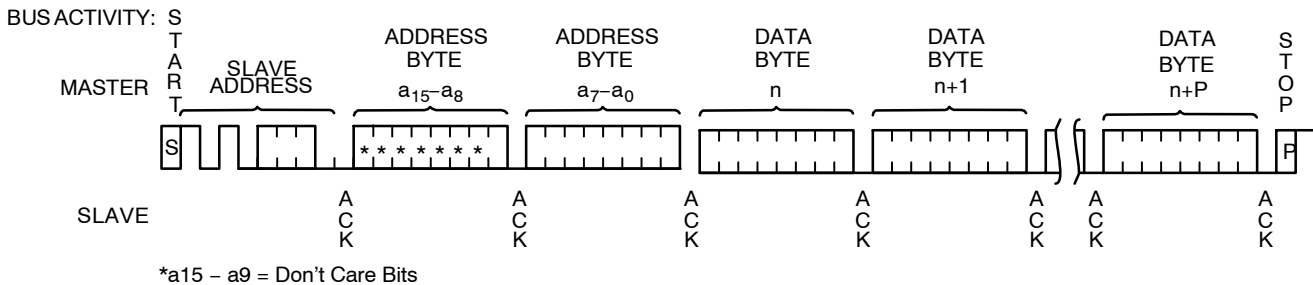 BUS ACTIVITY:
START
MASTER
SLAVE
ADDRESS
ADDRESS
BYTE
a15–a8
ADDRESS
BYTE
a7–a0
DATA
BYTE
n
DATA
BYTE
n+1
DATA
BYTE
n+P
STOP
S
* * * * * * *
P
SLAVE
ACK
ACK
ACK
ACK
ACK
ACK
ACK
*a15 – a9 = Don't Care Bits